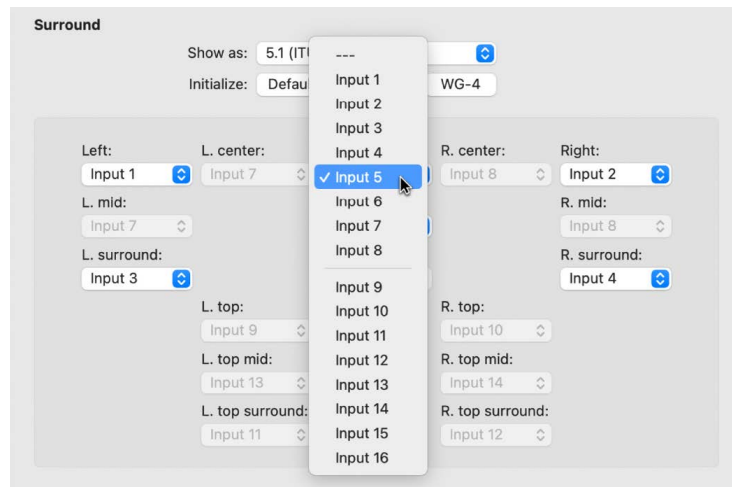 Surround
Show as: 5.1 (IT
Initialize: Defau WG-4
Left: L. center: R. center: Right:
Input 1 Input 7 Input 8 Input 2
L. mid: R. mid:
Input 7 Input 8
L. surround: R. surround:
Input 3 Input 4
L. top: R. top:
Input 9 Input 10
L. top mid: R. top mid:
Input 13 Input 14
L. top surround: R. top surround:
Input 11 Input 12
---
Input 1
Input 2
Input 3
Input 4
✓ Input 5
Input 6
Input 7
Input 8
Input 9
Input 10
Input 11
Input 12
Input 13
Input 14
Input 15
Input 16